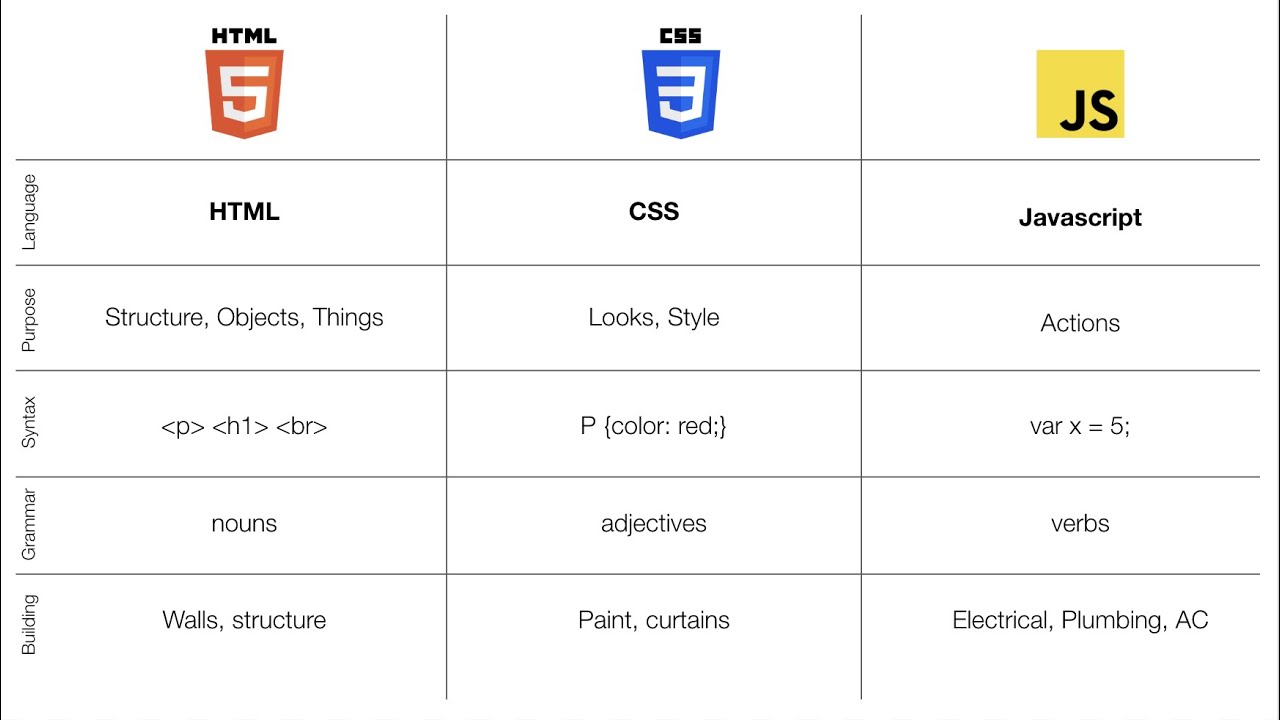 HTML
5
CSS
3
JS
Language
HTML
CSS
Javascript
Purpose
Structure, Objects, Things
Looks, Style
Actions
Syntax
<p> <h1> <br>
P {color: red;}
var x = 5;
Grammar
nouns
adjectives
verbs
Building
Walls, structure
Paint, curtains
Electrical, Plumbing, AC